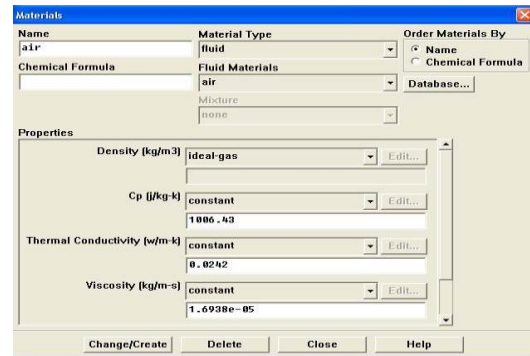 Materials
Name
air
Material Type
fluid
Order Materials By
Name
Chemical Formula
Chemical Formula
Fluid Materials
air
Database...
Mixture
none
Properties
Density (kg/m3)
ideal-gas
Edit...
Cp (j/kg-k)
constant
Edit...
1006.43
Thermal Conductivity (w/m-k)
constant
Edit...
0.0242
Viscosity (kg/m-s)
constant
Edit...
1.6938e-05
Change/Create
Delete
Close
Help